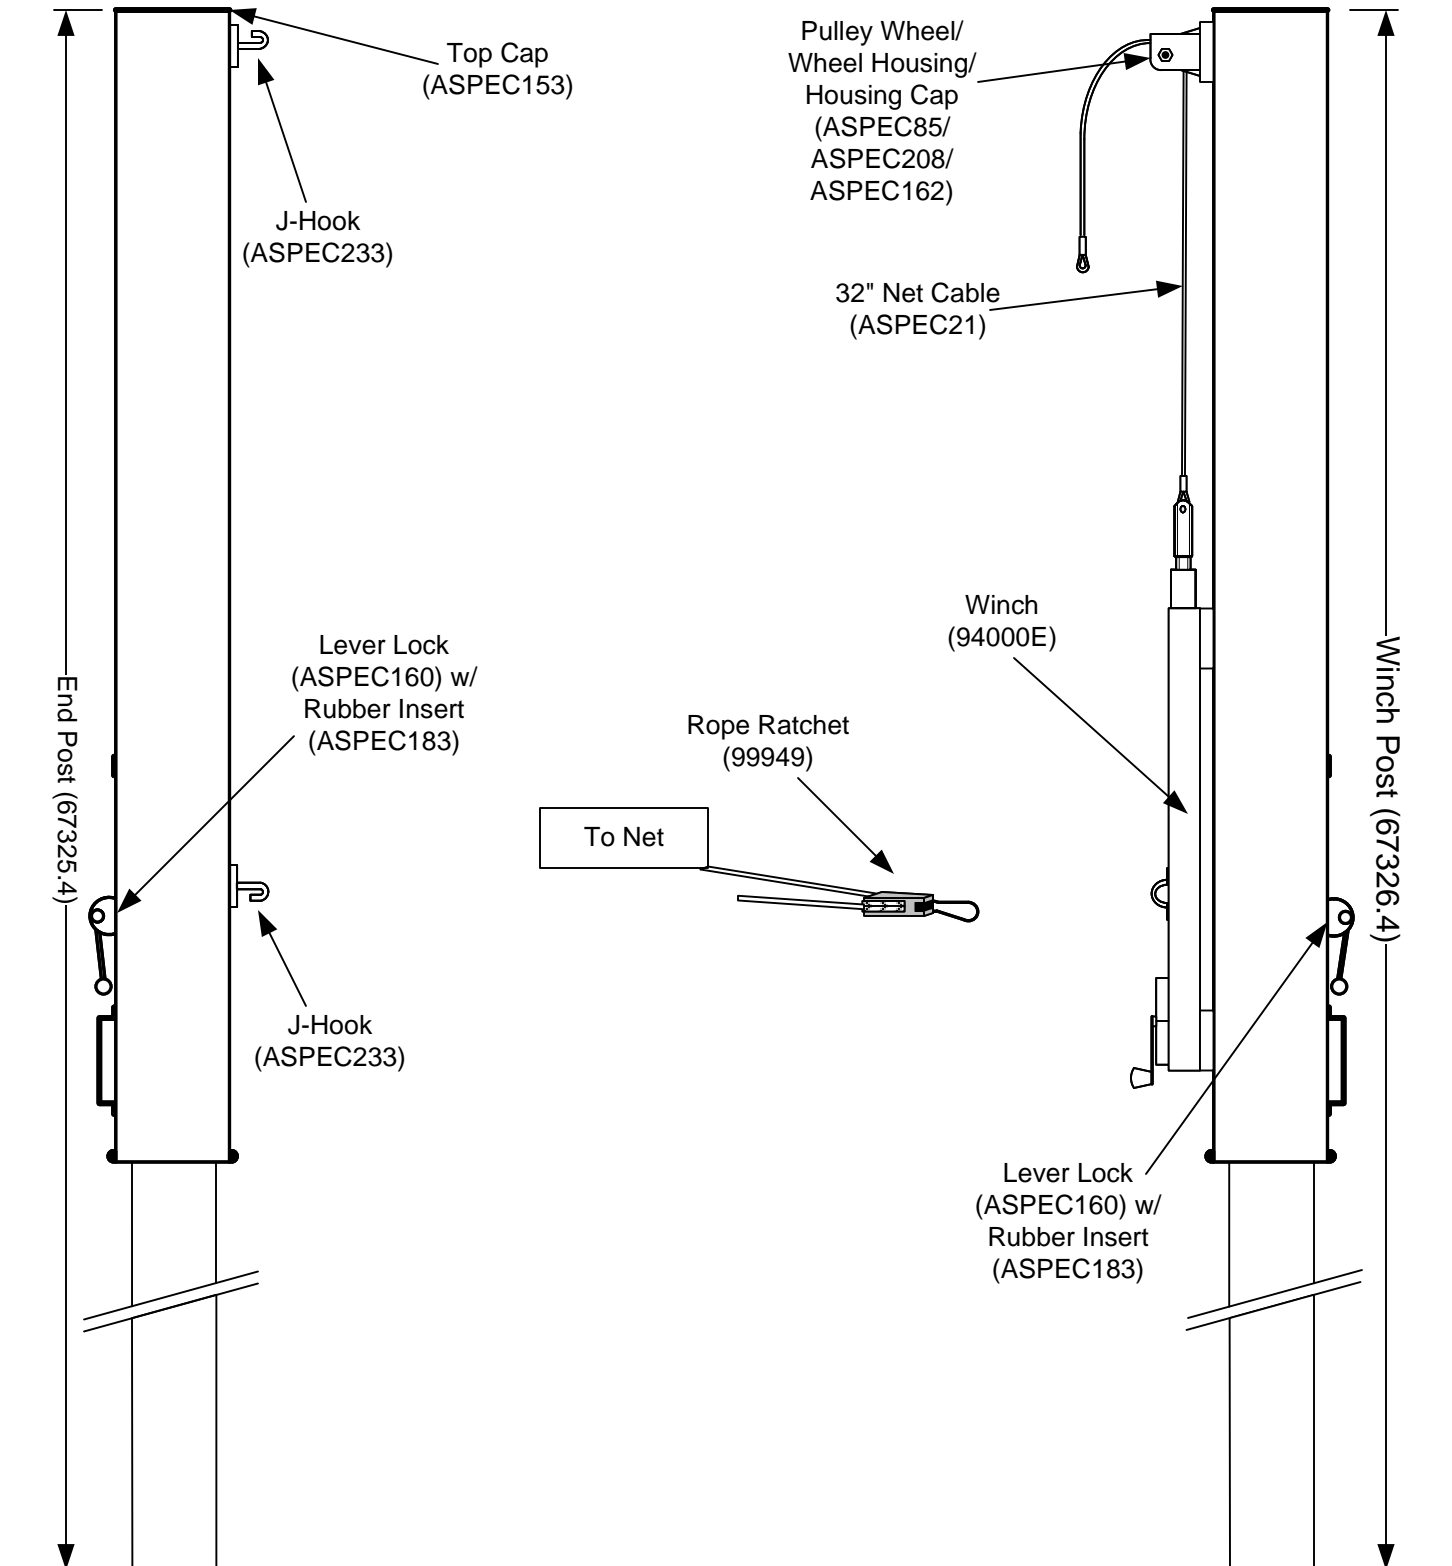 Top Cap
(ASPEC153)
J-Hook
(ASPEC233)
Pulley Wheel/
Wheel Housing/
Housing Cap
(ASPEC85/
ASPEC208/
ASPEC162)
32" Net Cable
(ASPEC21)
Winch
(94000E)
Lever Lock
(ASPEC160) w/
Rubber Insert
(ASPEC183)
End Post (67325.4)
Winch Post (67326.4)
Rope Ratchet
(99949)
To Net
J-Hook
(ASPEC233)
Lever Lock
(ASPEC160) w/
Rubber Insert
(ASPEC183)